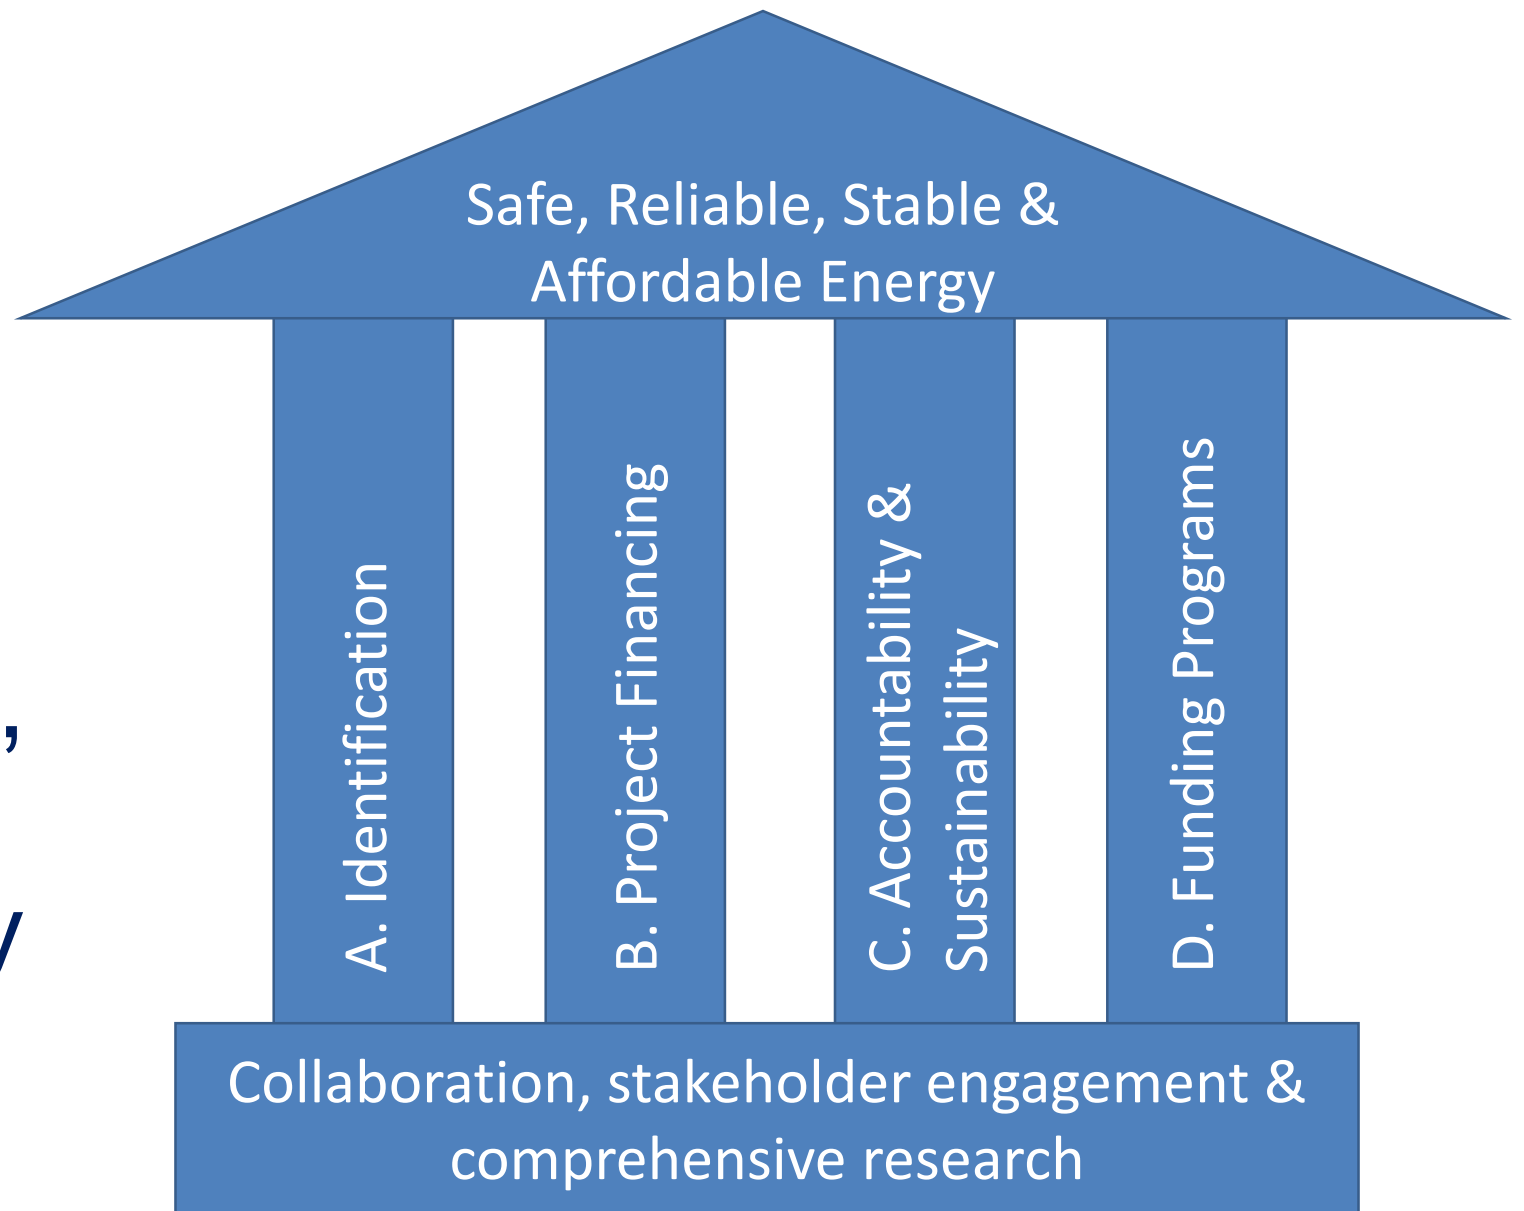 Safe, Reliable, Stable &
Affordable Energy
A. Identification
B. Project Financing
C. Accountability &
Sustainability
D. Funding Programs
,
y
Collaboration, stakeholder engagement &
comprehensive research